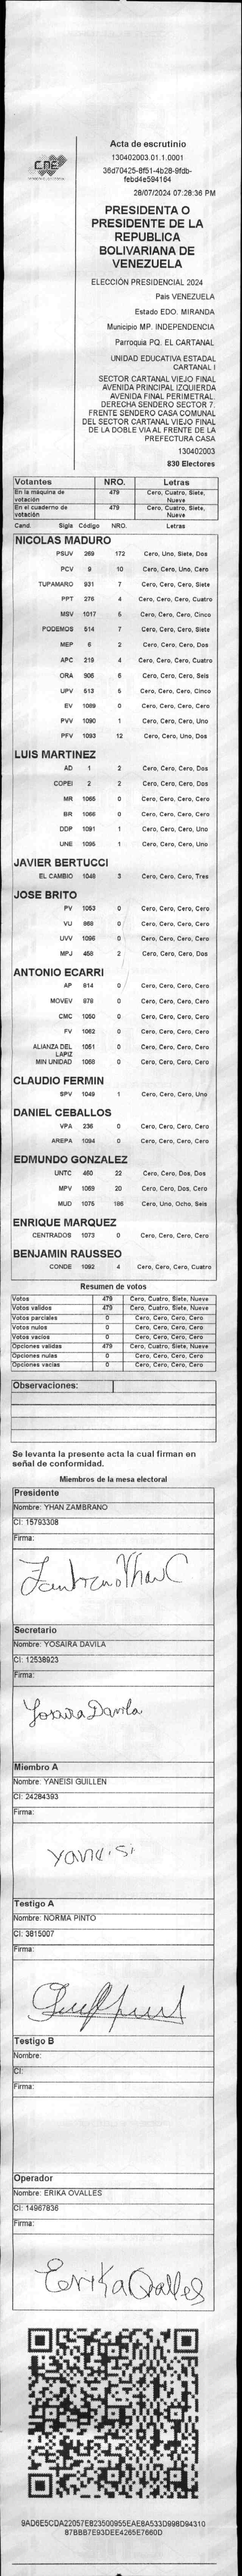 CNE
Acta de escrutinio
130402003.01.1.0001
36d70425-8f51-4b28-9fdb-
febd4e594164
28/07/2024 07:28:36 PM
PRESIDENTA O
PRESIDENTE DE LA
REPUBLICA
BOLIVARIANA DE
VENEZUELA
ELECCIÓN PRESIDENCIAL 2024
Pais VENEZUELA
Estado EDO. MIRANDA
Municipio MP. INDEPENDENCIA
Parroquia PQ. EL CARTANAL
UNIDAD EDUCATIVA ESTADAL
CARTANAL I
SECTOR CARTANAL VIEJO FINAL
AVENIDA PRINCIPAL IZQUIERDA
AVENIDA FINAL PERIMETRAL.
DERECHA SENDERO SECTOR 7.
FRENTE SENDERO CASA COMUNAL
DEL SECTOR CARTANAL VIEJO FINAL
DE LA DOBLE VIA AL FRENTE DE LA
PREFECTURA CASA
130402003
830 Electores
Votantes NRO. Letras
En la máquina de votación 479 Cero, Cuatro, Siete, Nueve
En el cuaderno de votación 479 Cero, Cuatro, Siete, Nueve
Cand. Sigla Código NRO. Letras
NICOLAS MADURO
PSUV 269 172 Cero, Uno, Siete, Dos
PCV 9 10 Cero, Cero, Uno, Cero
TUPAMARO 931 7 Cero, Cero, Cero, Siete
PPT 276 4 Cero, Cero, Cero, Cuatro
MSV 1017 5 Cero, Cero, Cero, Cinco
PODEMOS 514 7 Cero, Cero, Cero, Siete
MEP 6 2 Cero, Cero, Cero, Dos
APC 219 4 Cero, Cero, Cero, Cuatro
ORA 906 6 Cero, Cero, Cero, Seis
UPV 513 5 Cero, Cero, Cero, Cinco
EV 1089 0 Cero, Cero, Cero, Cero
PVV 1090 1 Cero, Cero, Cero, Uno
PFV 1093 12 Cero, Cero, Uno, Dos
LUIS MARTINEZ
AD 1 2 Cero, Cero, Cero, Dos
COPEI 2 2 Cero, Cero, Cero, Dos
MR 1065 0 Cero, Cero, Cero, Cero
BR 1066 0 Cero, Cero, Cero, Cero
DDP 1091 1 Cero, Cero, Cero, Uno
UNE 1095 1 Cero, Cero, Cero, Uno
JAVIER BERTUCCI
EL CAMBIO 1048 3 Cero, Cero, Cero, Tres
JOSE BRITO
PV 1053 0 Cero, Cero, Cero, Cero
VU 868 0 Cero, Cero, Cero, Cero
UVV 1096 0 Cero, Cero, Cero, Cero
MPJ 458 2 Cero, Cero, Cero, Dos
ANTONIO ECARRI
AP 814 0 Cero, Cero, Cero, Cero
MOVEV 878 0 Cero, Cero, Cero, Cero
CMC 1050 0 Cero, Cero, Cero, Cero
FV 1062 0 Cero, Cero, Cero, Cero
ALIANZA DEL LAPIZ 1051 0 Cero, Cero, Cero, Cero
MIN UNIDAD 1068 0 Cero, Cero, Cero, Cero
CLAUDIO FERMIN
SPV 1049 1 Cero, Cero, Cero, Uno
DANIEL CEBALLOS
VPA 236 0 Cero, Cero, Cero, Cero
AREPA 1094 0 Cero, Cero, Cero, Cero
EDMUNDO GONZALEZ
UNTC 460 22 Cero, Cero, Dos, Dos
MPV 1069 20 Cero, Cero, Dos, Cero
MUD 1075 186 Cero, Uno, Ocho, Seis
ENRIQUE MARQUEZ
CENTRADOS 1073 0 Cero, Cero, Cero, Cero
BENJAMIN RAUSSEO
CONDE 1092 4 Cero, Cero, Cero, Cuatro
Resumen de votos
Votos 479 Cero, Cuatro, Siete, Nueve
Votos validos 479 Cero, Cuatro, Siete, Nueve
Votos parciales 0 Cero, Cero, Cero, Cero
Votos nulos 0 Cero, Cero, Cero, Cero
Votos vacios 0 Cero, Cero, Cero, Cero
Opciones validas 479 Cero, Cuatro, Siete, Nueve
Opciones nulas 0 Cero, Cero, Cero, Cero
Opciones vacias 0 Cero, Cero, Cero, Cero
Observaciones:
Se levanta la presente acta la cual firman en
señal de conformidad.
Miembros de la mesa electoral
Presidente
Nombre: YHAN ZAMBRANO
CI: 15793308
Firma:
Zambrano Yhan C
Secretario
Nombre: YOSAIRA DAVILA
CI: 12538923
Firma:
Yosaira Davila
Miembro A
Nombre: YANEISI GUILLEN
CI: 24284393
Firma:
Yaneisi
Testigo A
Nombre: NORMA PINTO
CI: 3815007
Firma:
Testigo B
Nombre:
CI:
Firma:
Operador
Nombre: ERIKA OVALLES
CI: 14967836
Firma:
Erika Ovalles
9AD6E5CDA22057E823500955EAE8A533D998D94310
87BBB7E93DEE4265E7660D